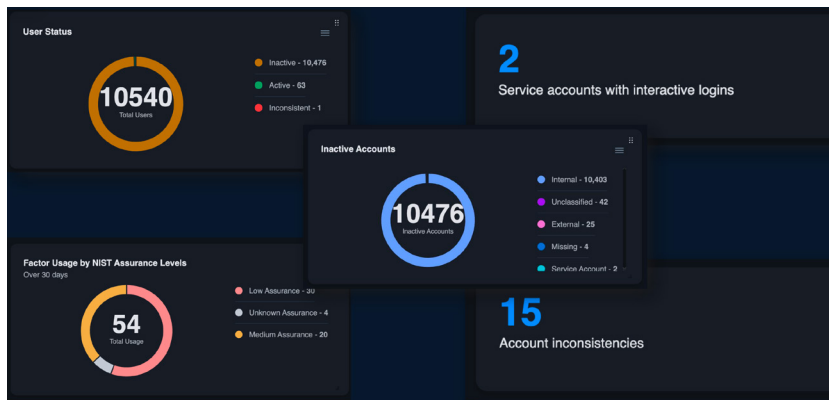 User Status
10540
Total Users
Inactive - 10,476
Active - 63
Inconsistent - 1
2
Service accounts with interactive logins
Inactive Accounts
10476
Inactive Accounts
Internal - 10,403
Unclassified - 42
External - 25
Missing - 4
Service Account - 2
Factor Usage by NIST Assurance Levels
Over 30 days
54
Total Usage
Low Assurance - 30
Unknown Assurance - 4
Medium Assurance - 20
15
Account inconsistencies